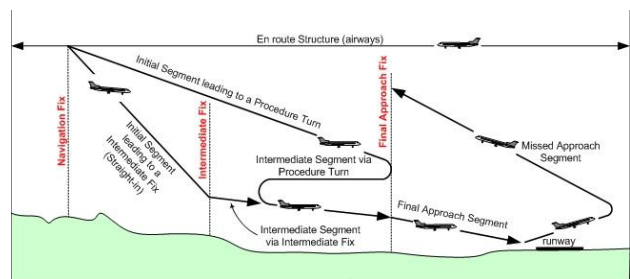 En route Structure (airways)
Initial Segment leading to a Procedure Turn
Navigation Fix
Initial Segment
leading to a
Intermediate Fix
(Straight-in)
Intermediate Fix
Final Approach Fix
Intermediate Segment via
Procedure Turn
Missed Approach
Segment
Final Approach Segment
Intermediate Segment
via Intermediate Fix
runway